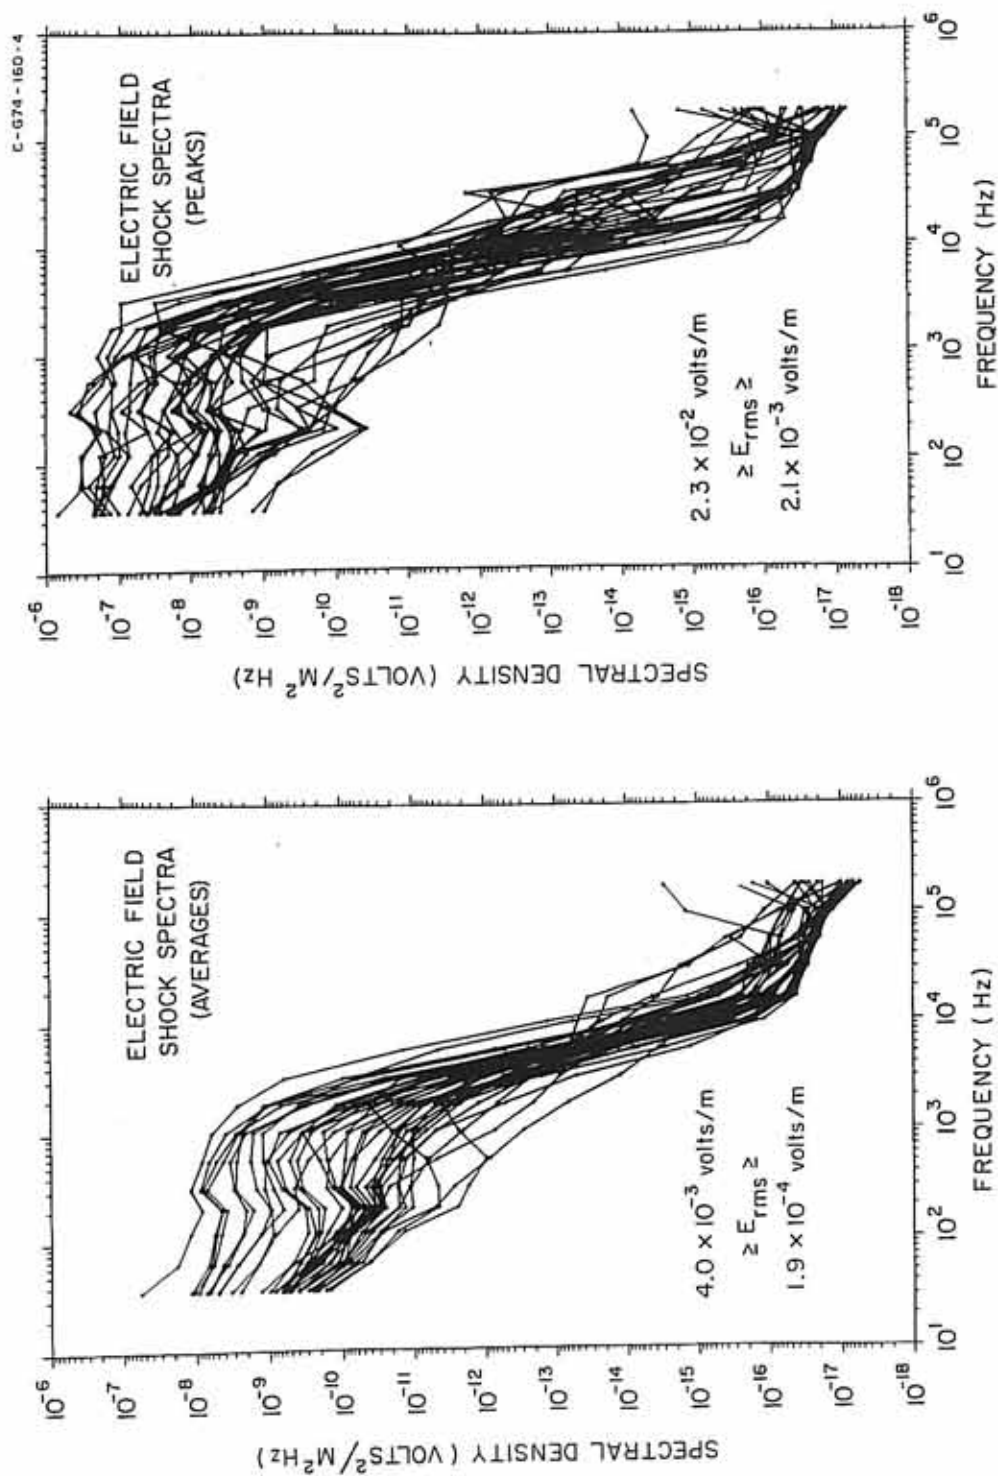 C-G74-160-4
ELECTRIC FIELD
SHOCK SPECTRA
(AVERAGES)
SPECTRAL DENSITY (VOLTS²/M²Hz)
10⁻⁶
10⁻⁷
10⁻⁸
10⁻⁹
10⁻¹⁰
10⁻¹¹
10⁻¹²
10⁻¹³
10⁻¹⁴
10⁻¹⁵
10⁻¹⁶
10⁻¹⁷
10⁻¹⁸
4.0 × 10⁻³ volts/m
≥ Erms ≥
1.9 × 10⁻⁴ volts/m
10¹ 10² 10³ 10⁴ 10⁵ 10⁶
FREQUENCY (Hz)
ELECTRIC FIELD
SHOCK SPECTRA
(PEAKS)
SPECTRAL DENSITY (VOLTS²/M² Hz)
10⁻⁶
10⁻⁷
10⁻⁸
10⁻⁹
10⁻¹⁰
10⁻¹¹
10⁻¹²
10⁻¹³
10⁻¹⁴
10⁻¹⁵
10⁻¹⁶
10⁻¹⁷
10⁻¹⁸
2.3 × 10⁻² volts/m
≥ Erms ≥
2.1 × 10⁻³ volts/m
10¹ 10² 10³ 10⁴ 10⁵ 10⁶
FREQUENCY (Hz)